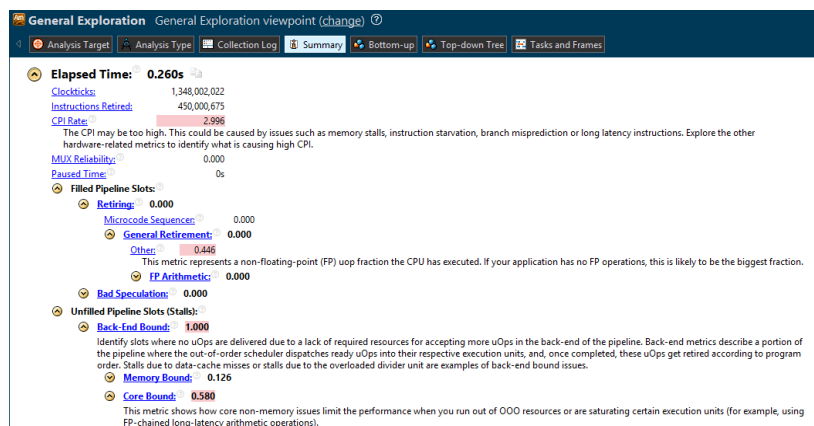 General Exploration General Exploration viewpoint (change) ?
Analysis Target Analysis Type Collection Log Summary Bottom-up Top-down Tree Tasks and Frames
Elapsed Time: 0.260s
Clockticks: 1,348,002,022
Instructions Retired: 450,000,675
CPI Rate: 2.996
The CPI may be too high. This could be caused by issues such as memory stalls, instruction starvation, branch misprediction or long latency instructions. Explore the other
hardware-related metrics to identify what is causing high CPI.
MUX Reliability: 0.000
Paused Time: 0s
Filled Pipeline Slots:
Retiring: 0.000
Microcode Sequencer: 0.000
General Retirement: 0.000
Other: 0.446
This metric represents a non-floating-point (FP) uop fraction the CPU has executed. If your application has no FP operations, this is likely to be the biggest fraction.
FP Arithmetic: 0.000
Bad Speculation: 0.000
Unfilled Pipeline Slots (Stalls):
Back-End Bound: 1.000
Identify slots where no uOps are delivered due to a lack of required resources for accepting more uOps in the back-end of the pipeline. Back-end metrics describe a portion of
the pipeline where the out-of-order scheduler dispatches ready uOps into their respective execution units, and, once completed, these uOps get retired according to program
order. Stalls due to data-cache misses or stalls due to the overloaded divider unit are examples of back-end bound issues.
Memory Bound: 0.126
Core Bound: 0.580
This metric shows how core non-memory issues limit the performance when you run out of OOO resources or are saturating certain execution units (for example, using
FP-chained long-latency arithmetic operations).